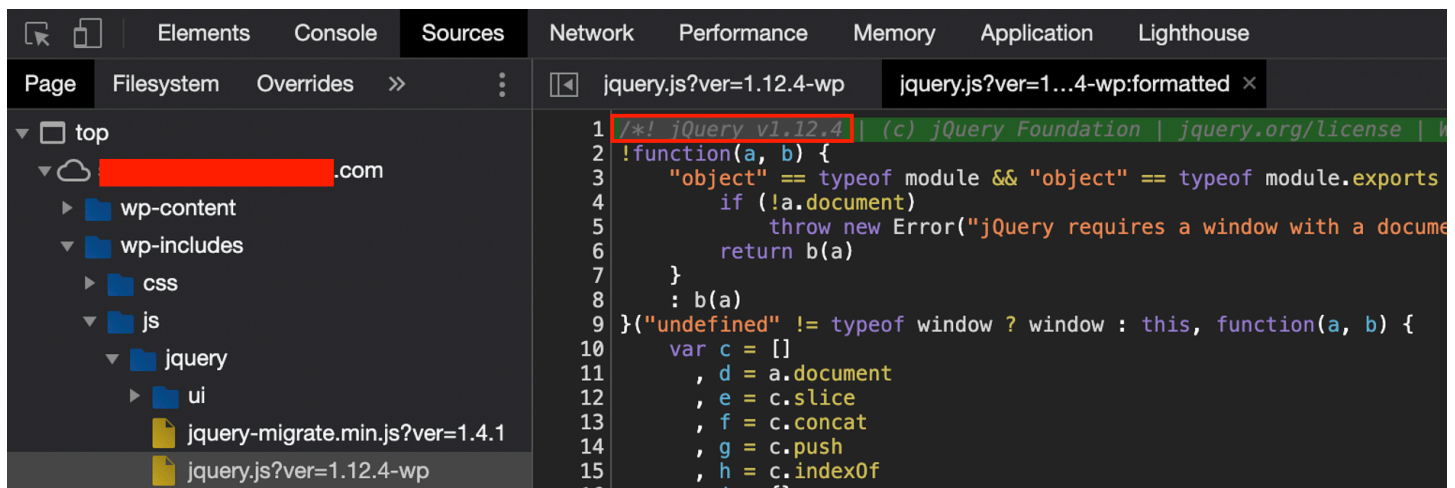 Elements Console Sources Network Performance Memory Application Lighthouse
Page Filesystem Overrides »
jquery.js?ver=1.12.4-wp jquery.js?ver=1…4-wp:formatted ×
top
.com
wp-content
wp-includes
css
js
jquery
ui
jquery-migrate.min.js?ver=1.4.1
jquery.js?ver=1.12.4-wp
1 /*! jQuery v1.12.4 | (c) jQuery Foundation | jquery.org/license |
2 !function(a, b) {
3 "object" == typeof module && "object" == typeof module.exports
4 if (!a.document)
5 throw new Error("jQuery requires a window with a docume
6 return b(a)
7 }
8 : b(a)
9 }("undefined" != typeof window ? window : this, function(a, b) {
10 var c = []
11 , d = a.document
12 , e = c.slice
13 , f = c.concat
14 , g = c.push
15 , h = c.indexOf